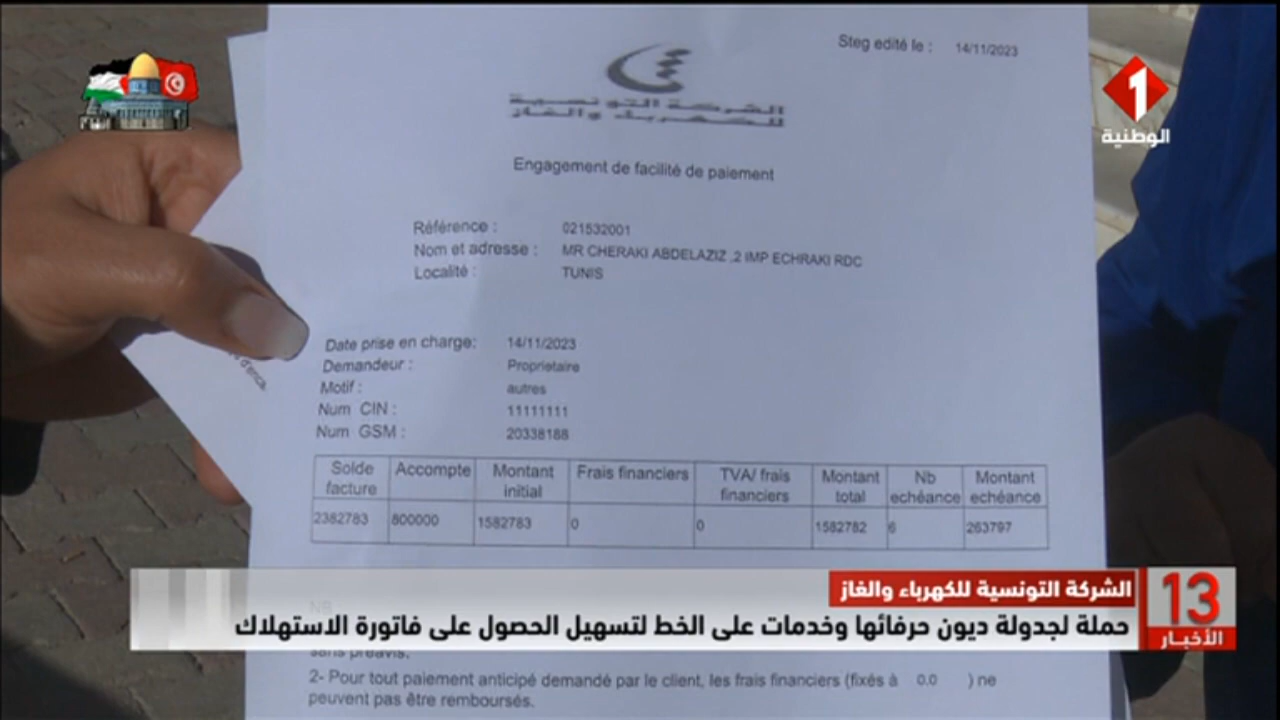 Steg edité le : 14/11/2023
1
الوطنية
الشركة التونسية
للكهرباء والغاز
Engagement de facilité de paiement
Référence : 021532001
Nom et adresse : MR CHERAKI ABDELAZIZ ,2 IMP ECHRAKI RDC
Localité : TUNIS
Date prise en charge: 14/11/2023
Demandeur : Proprietaire
Motif : autres
Num CIN : 11111111
Num GSM : 20338188
Solde facture Accompte Montant initial Frais financiers TVA/ frais financiers Montant total Nb echéance Montant echéance
2382783 800000 1582783 0 0 1582782 6 263797
الشركة التونسية للكهرباء والغاز
13
الأخبار
حملة لجدولة ديون حرفائها وخدمات على الخط لتسهيل الحصول على فاتورة الاستهلاك
NB
sans préavis.
2- Pour tout paiement anticipé demandé par le client, les frais financiers (fixés à 0.0 ) ne
peuvent pas être remboursés.